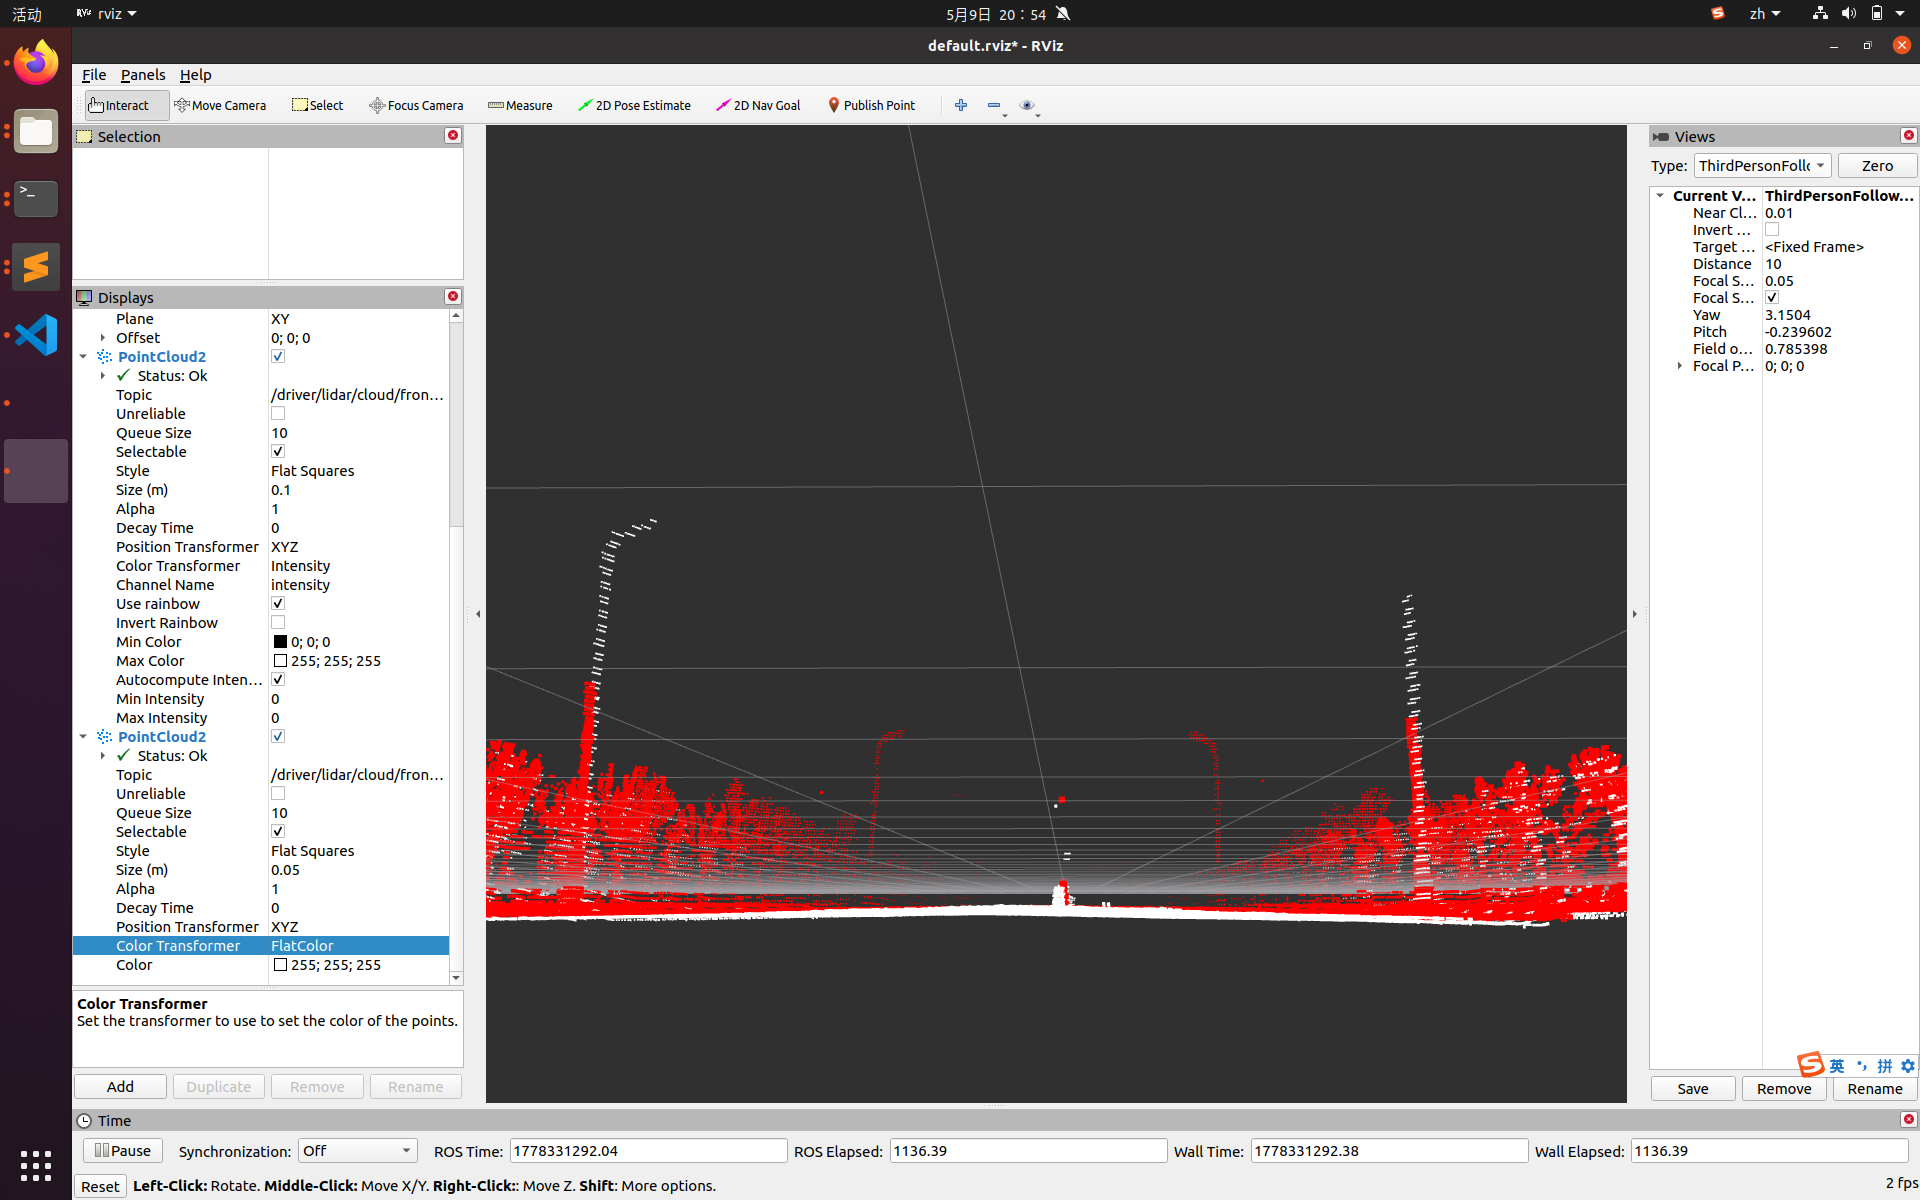 活动
rviz
5月9日 20：54
zh
default.rviz* - RViz
File Panels Help
Interact Move Camera Select Focus Camera Measure 2D Pose Estimate 2D Nav Goal Publish Point
Selection
Displays
Plane XY
Offset 0; 0; 0
PointCloud2
Status: Ok
Topic /driver/lidar/cloud/fron...
Unreliable
Queue Size 10
Selectable
Style Flat Squares
Size (m) 0.1
Alpha 1
Decay Time 0
Position Transformer XYZ
Color Transformer Intensity
Channel Name intensity
Use rainbow
Invert Rainbow
Min Color 0; 0; 0
Max Color 255; 255; 255
Autocompute Inten...
Min Intensity 0
Max Intensity 0
PointCloud2
Status: Ok
Topic /driver/lidar/cloud/fron...
Unreliable
Queue Size 10
Selectable
Style Flat Squares
Size (m) 0.05
Alpha 1
Decay Time 0
Position Transformer XYZ
Color Transformer FlatColor
Color 255; 255; 255
Color Transformer
Set the transformer to use to set the color of the points.
Add Duplicate Remove Rename
Views
Type: ThirdPersonFollo Zero
Current V... ThirdPersonFollow...
Near Cl... 0.01
Invert ...
Target ... <Fixed Frame>
Distance 10
Focal S... 0.05
Focal S...
Yaw 3.1504
Pitch -0.239602
Field o... 0.785398
Focal P... 0; 0; 0
英 拼
Save Remove Rename
Time
Pause Synchronization: Off ROS Time: 1778331292.04 ROS Elapsed: 1136.39 Wall Time: 1778331292.38 Wall Elapsed: 1136.39
Reset Left-Click: Rotate. Middle-Click: Move X/Y. Right-Click:: Move Z. Shift: More options.
2 fps